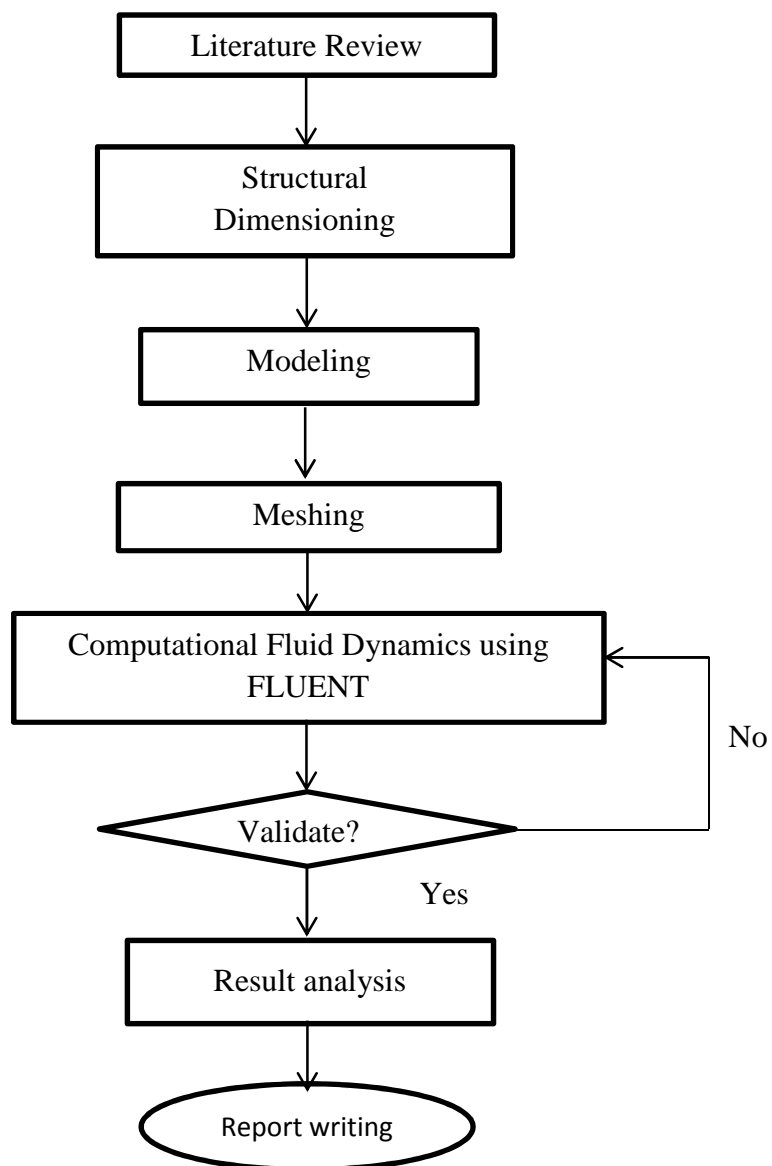 Literature Review
Structural
Dimensioning
Modeling
Meshing
Computational Fluid Dynamics using
FLUENT
No
Validate?
Yes
Result analysis
Report writing